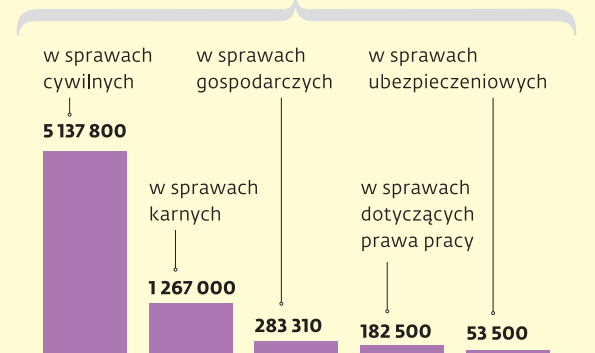 w sprawach
cywilnych
5 137 800
w sprawach
gospodarczych
w sprawach
ubezpieczeniowych
w sprawach
karnych
1 267 000
283 310
w sprawach
dotyczących
prawa pracy
182 500
53 500